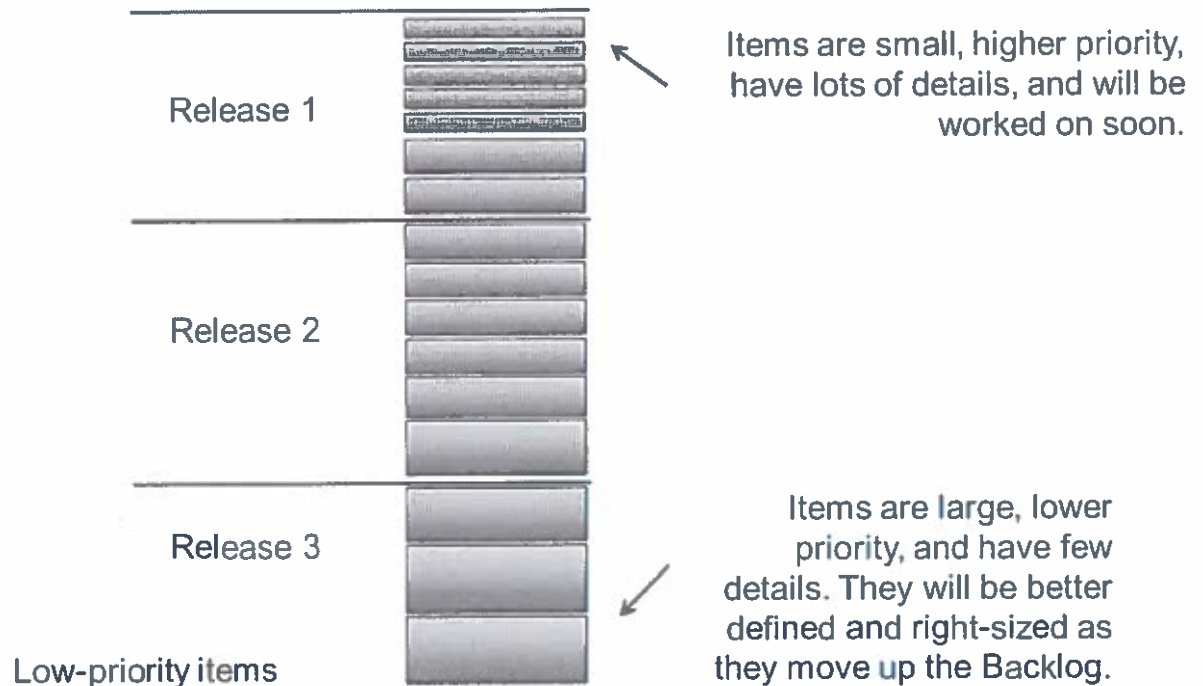 Items are small, higher priority,
have lots of details, and will be
worked on soon.
Release 1
Release 2
Release 3
Items are large, lower
priority, and have few
details. They will be better
defined and right-sized as
they move up the Backlog.
Low-priority items